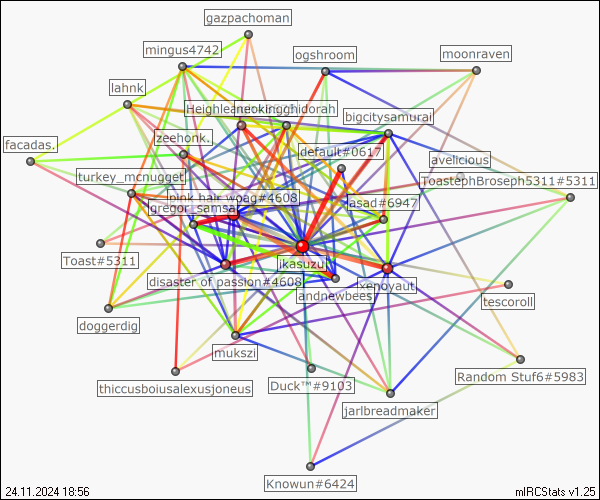 gazpachoman
mingus4742
ogshroom
moonraven
lahnk
kingghidorah
bigcitysamurai
zeehonk.
facadas.
default#0617
avelicious
turkey_mcnugget
ToastephBroseph5311#5311
pink hair woag#4608
asad#6947
gregor_samsa
Toast#5311
jkasuzu
disaster of passion#4608
xenoyaut
andnewbees
tescoroll
doggerdig
mukszi
thiccusboiusalexusjoneus
Duck™#9103
Random Stuf6#5983
jarlbreadmaker
Knowun#6424
24.11.2024 18:56
mIRCStats v1.25